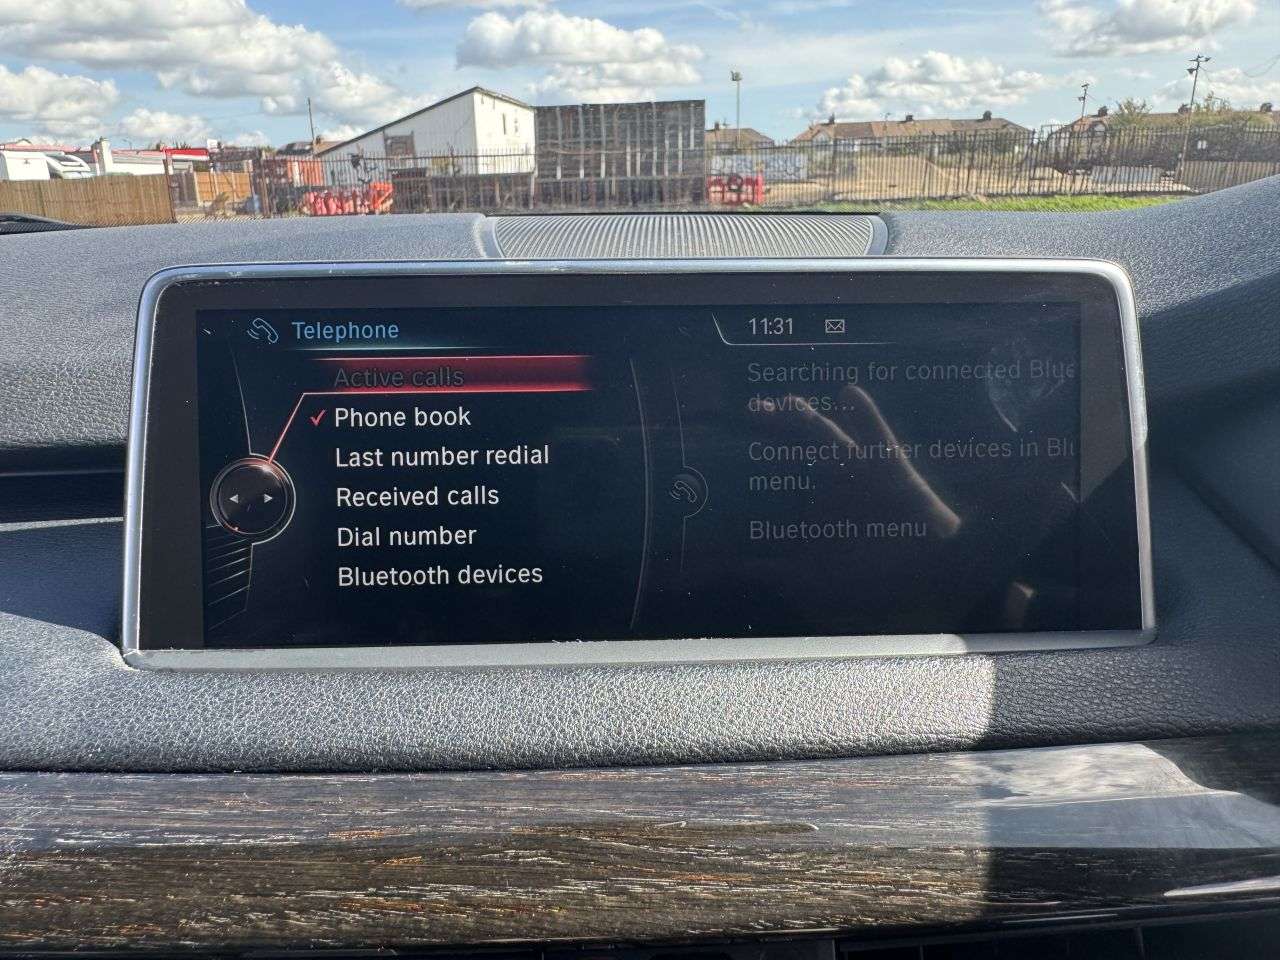 Telephone
11:31
Active calls
Phone book
Last number redial
Received calls
Dial number
Bluetooth devices
Searching for connected Blue
devices...
Connect further devices in Bl
menu.
Bluetooth menu